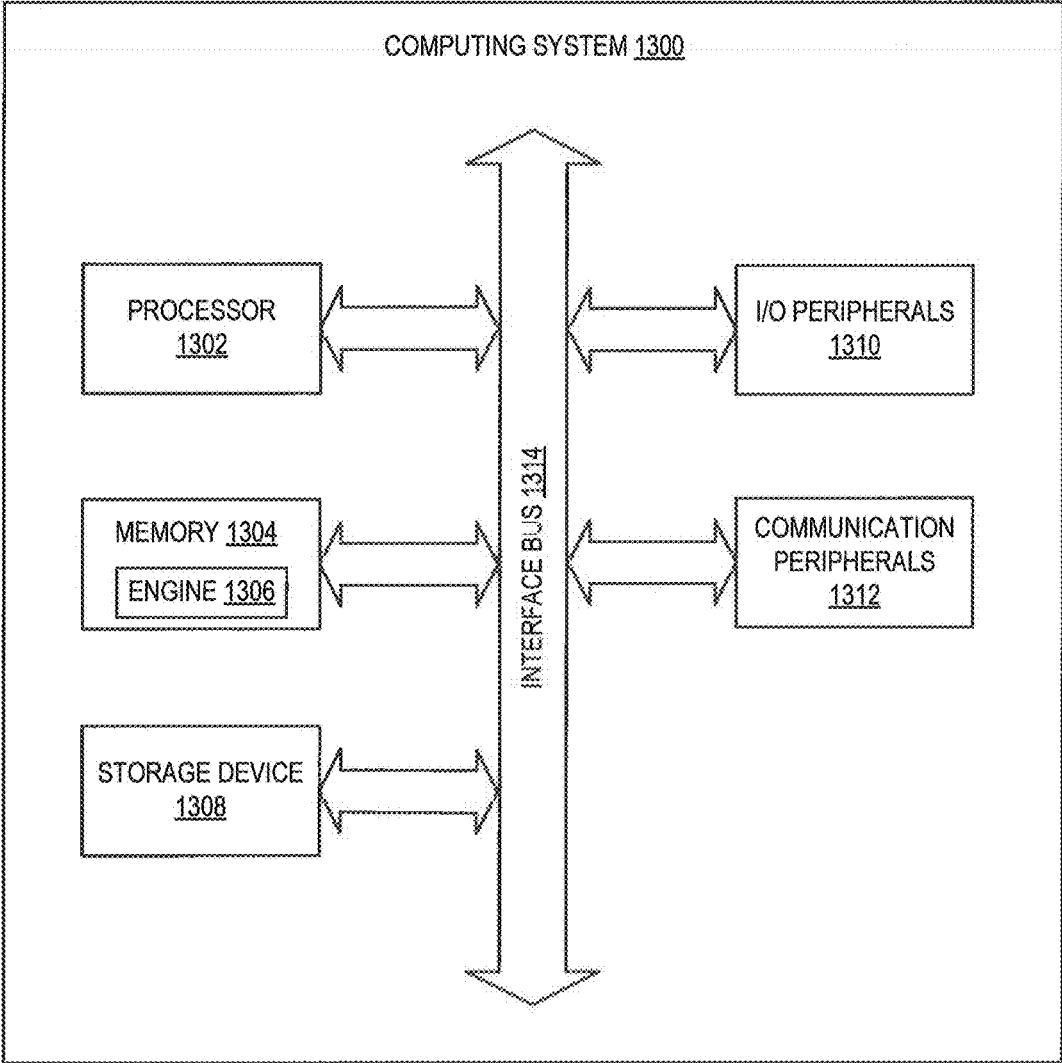 COMPUTING SYSTEM 1300
PROCESSOR
1302
MEMORY 1304
ENGINE 1306
STORAGE DEVICE
1308
INTERFACE BUS 1314
I/O PERIPHERALS
1310
COMMUNICATION
PERIPHERALS
1312